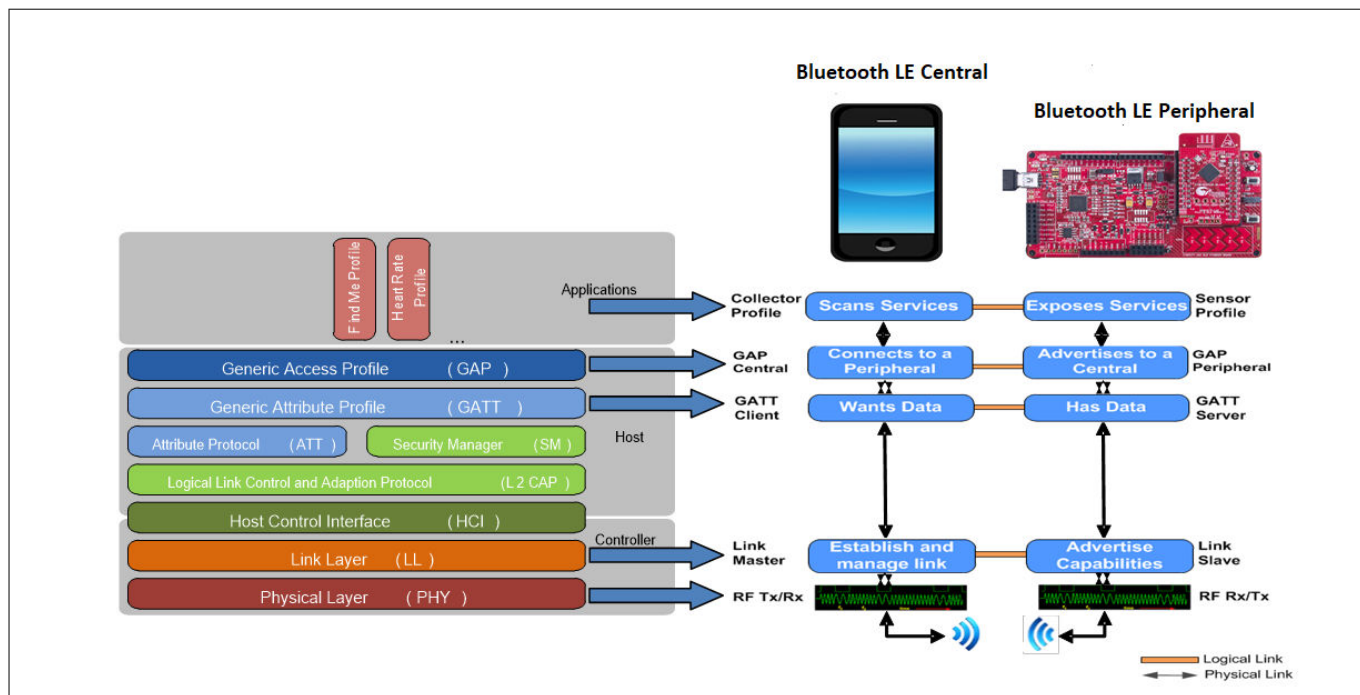 Bluetooth LE Central
Bluetooth LE Peripheral
Find Me Profile
Heart Rate
Profile
...
Applications
Collector
Profile
Scans Services
Exposes Services
Sensor
Profile
Generic Access Profile (GAP)
GAP
Central
Connects to a
Peripheral
Advertises to a
Central
GAP
Peripheral
Generic Attribute Profile (GATT)
GATT
Client
Wants Data
Has Data
GATT
Server
Attribute Protocol (ATT)
Security Manager (SM)
Host
Logical Link Control and Adaption Protocol (L2 CAP)
Host Control Interface (HCI)
Controller
Link Layer (LL)
Link
Master
Establish and
manage link
Advertise
Capabilities
Link
Slave
Physical Layer (PHY)
RF Tx/Rx
RF Rx/Tx
Logical Link
Physical Link